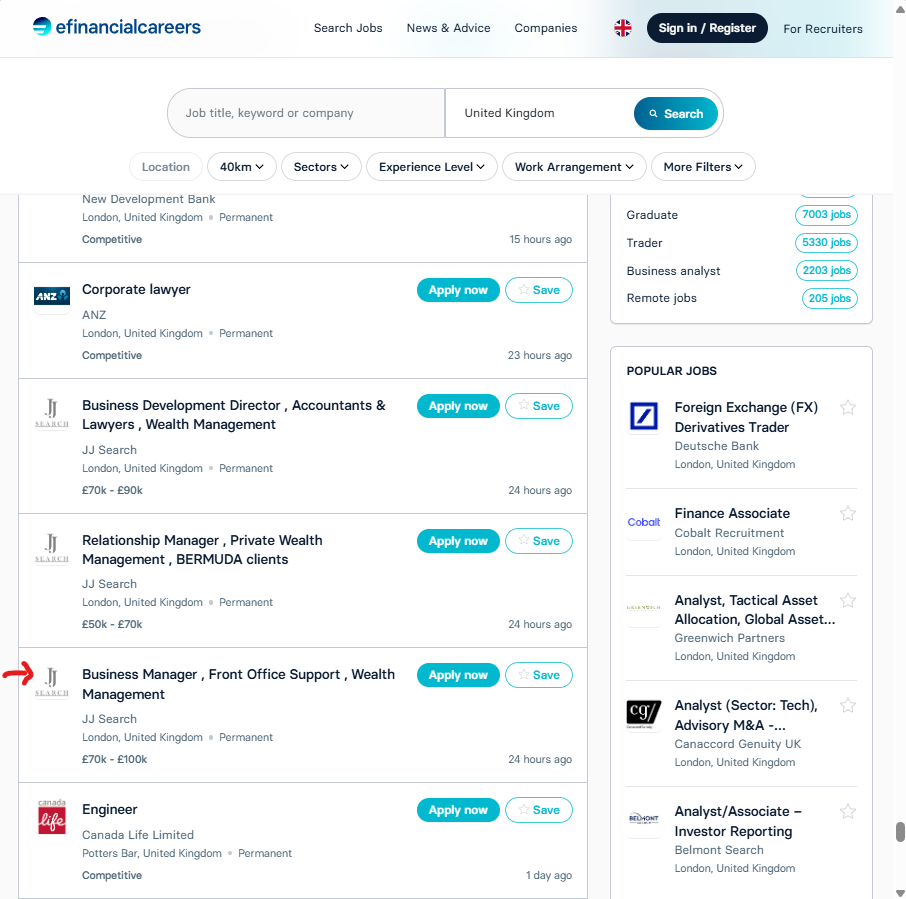 efinancialcareers
Search Jobs
News & Advice
Companies
Sign in / Register
For Recruiters
Job title, keyword or company
United Kingdom
Search
Location
40km
Sectors
Experience Level
Work Arrangement
More Filters
New Development Bank
London, United Kingdom • Permanent
Competitive
15 hours ago
ANZ
Corporate lawyer
Apply now
Save
ANZ
London, United Kingdom • Permanent
Competitive
23 hours ago
JJ
SEARCH
Business Development Director , Accountants &
Lawyers , Wealth Management
Apply now
Save
JJ Search
London, United Kingdom • Permanent
£70k - £90k
24 hours ago
JJ
SEARCH
Relationship Manager , Private Wealth
Management , BERMUDA clients
Apply now
Save
JJ Search
London, United Kingdom • Permanent
£50k - £70k
24 hours ago
JJ
SEARCH
Business Manager , Front Office Support , Wealth
Management
Apply now
Save
JJ Search
London, United Kingdom • Permanent
£70k - £100k
24 hours ago
canada
life
Engineer
Apply now
Save
Canada Life Limited
Potters Bar, United Kingdom • Permanent
Competitive
1 day ago
Graduate
7003 jobs
Trader
5330 jobs
Business analyst
2203 jobs
Remote jobs
205 jobs
POPULAR JOBS
Foreign Exchange (FX)
Derivatives Trader
Deutsche Bank
London, United Kingdom
Cobalt
Finance Associate
Cobalt Recruitment
London, United Kingdom
Analyst, Tactical Asset
Allocation, Global Asset...
Greenwich Partners
London, United Kingdom
cg/
Analyst (Sector: Tech),
Advisory M&A -...
Canaccord Genuity UK
London, United Kingdom
BELMONT
Analyst/Associate –
Investor Reporting
Belmont Search
London, United Kingdom